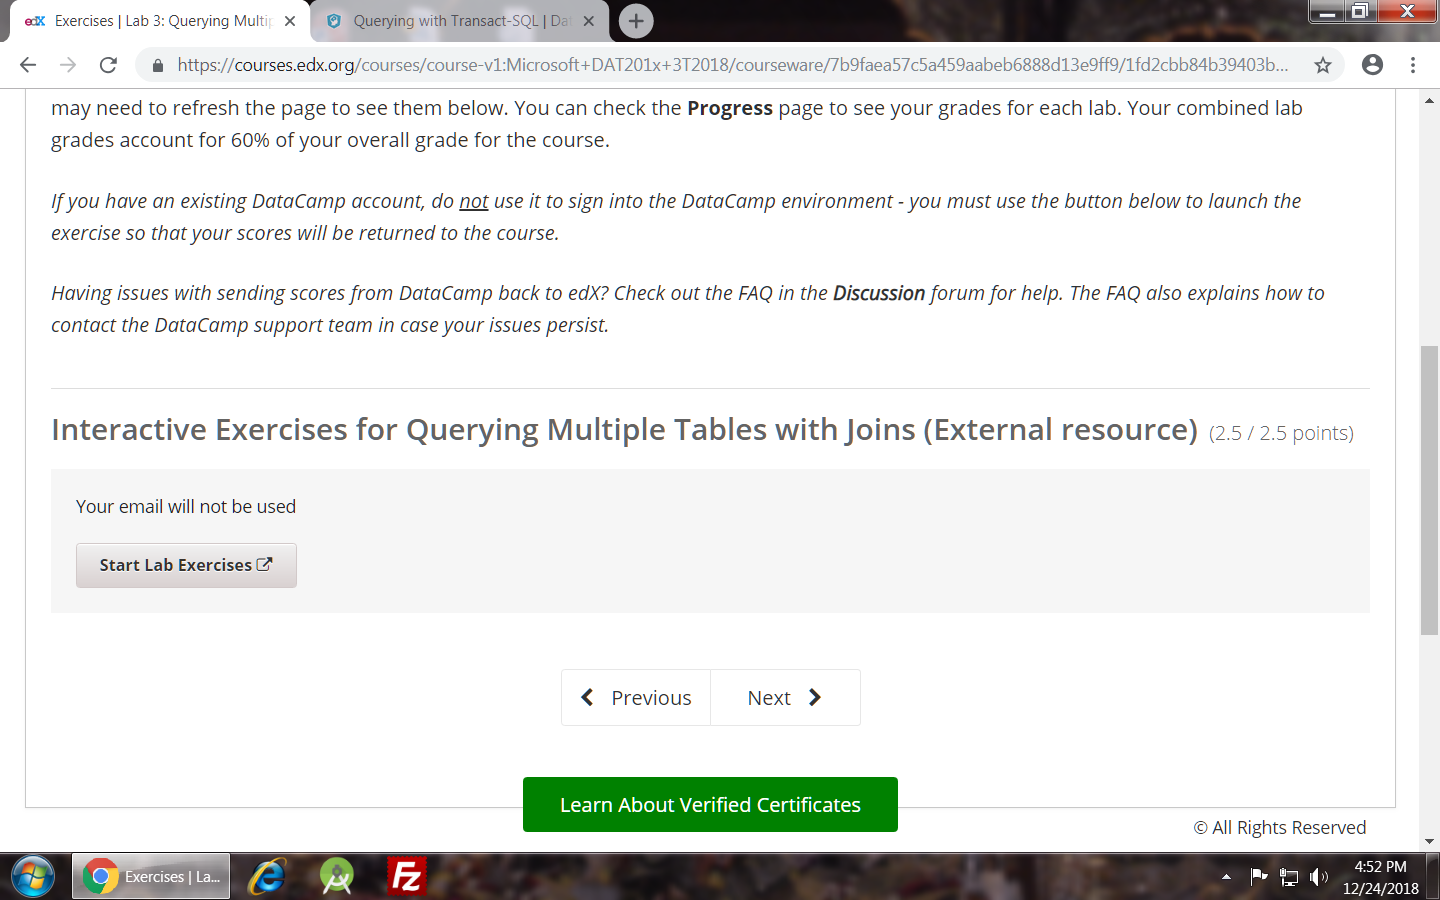 edX Exercises | Lab 3: Querying Multip
Querying with Transact-SQL | Dat
https://courses.edx.org/courses/course-v1:Microsoft+DAT201x+3T2018/courseware/7b9faea57c5a459aabeb6888d13e9ff9/1fd2cbb84b39403b...
may need to refresh the page to see them below. You can check the Progress page to see your grades for each lab. Your combined lab
grades account for 60% of your overall grade for the course.
If you have an existing DataCamp account, do not use it to sign into the DataCamp environment - you must use the button below to launch the
exercise so that your scores will be returned to the course.
Having issues with sending scores from DataCamp back to edX? Check out the FAQ in the Discussion forum for help. The FAQ also explains how to
contact the DataCamp support team in case your issues persist.
Interactive Exercises for Querying Multiple Tables with Joins (External resource) (2.5 / 2.5 points)
Your email will not be used
Start Lab Exercises
Previous
Next
Learn About Verified Certificates
© All Rights Reserved
Exercises | La...
Fz
4:52 PM
12/24/2018